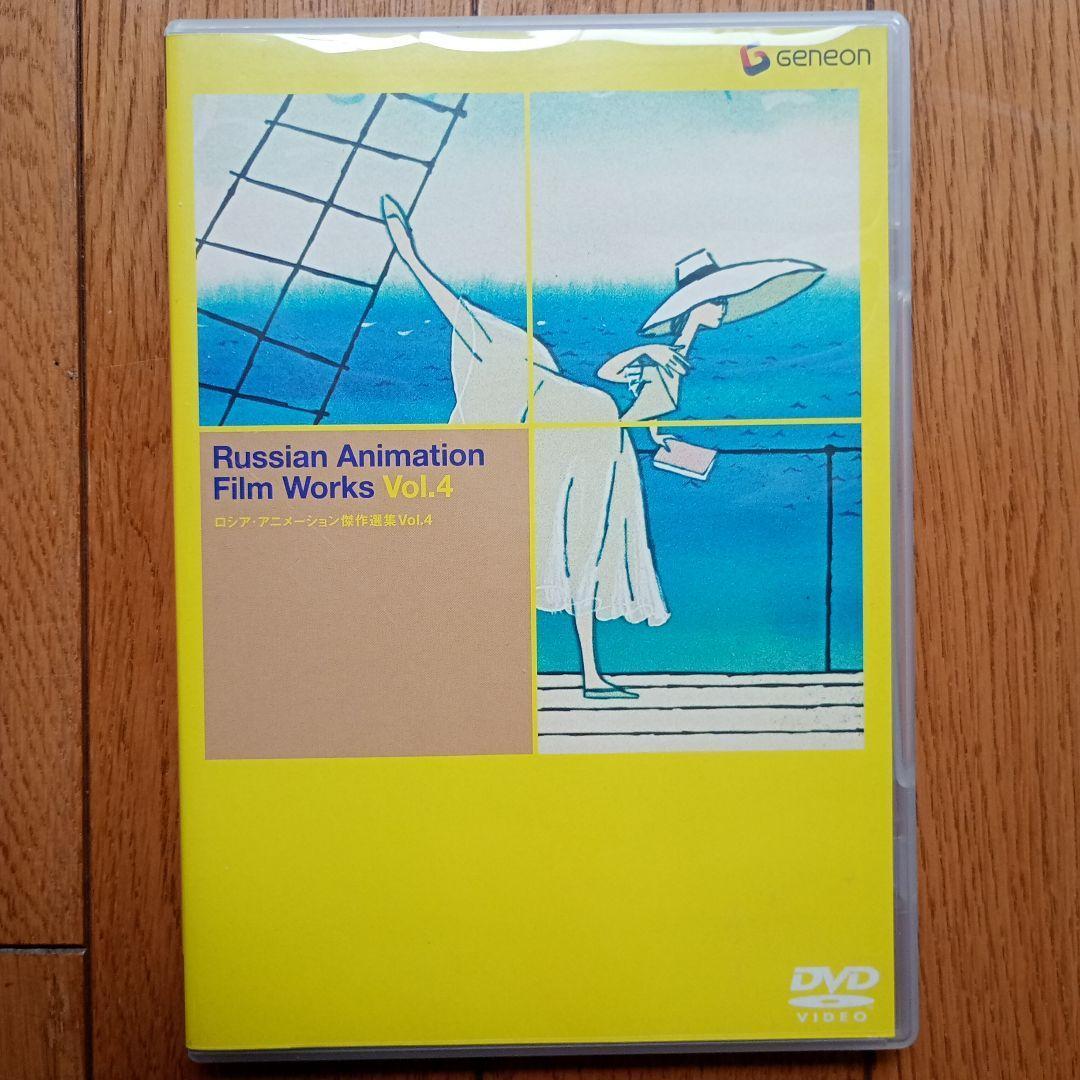 Geneon
Russian Animation
Film Works Vol.4
ロシア・アニメーション傑作選集Vol.4
DVD
VIDEO